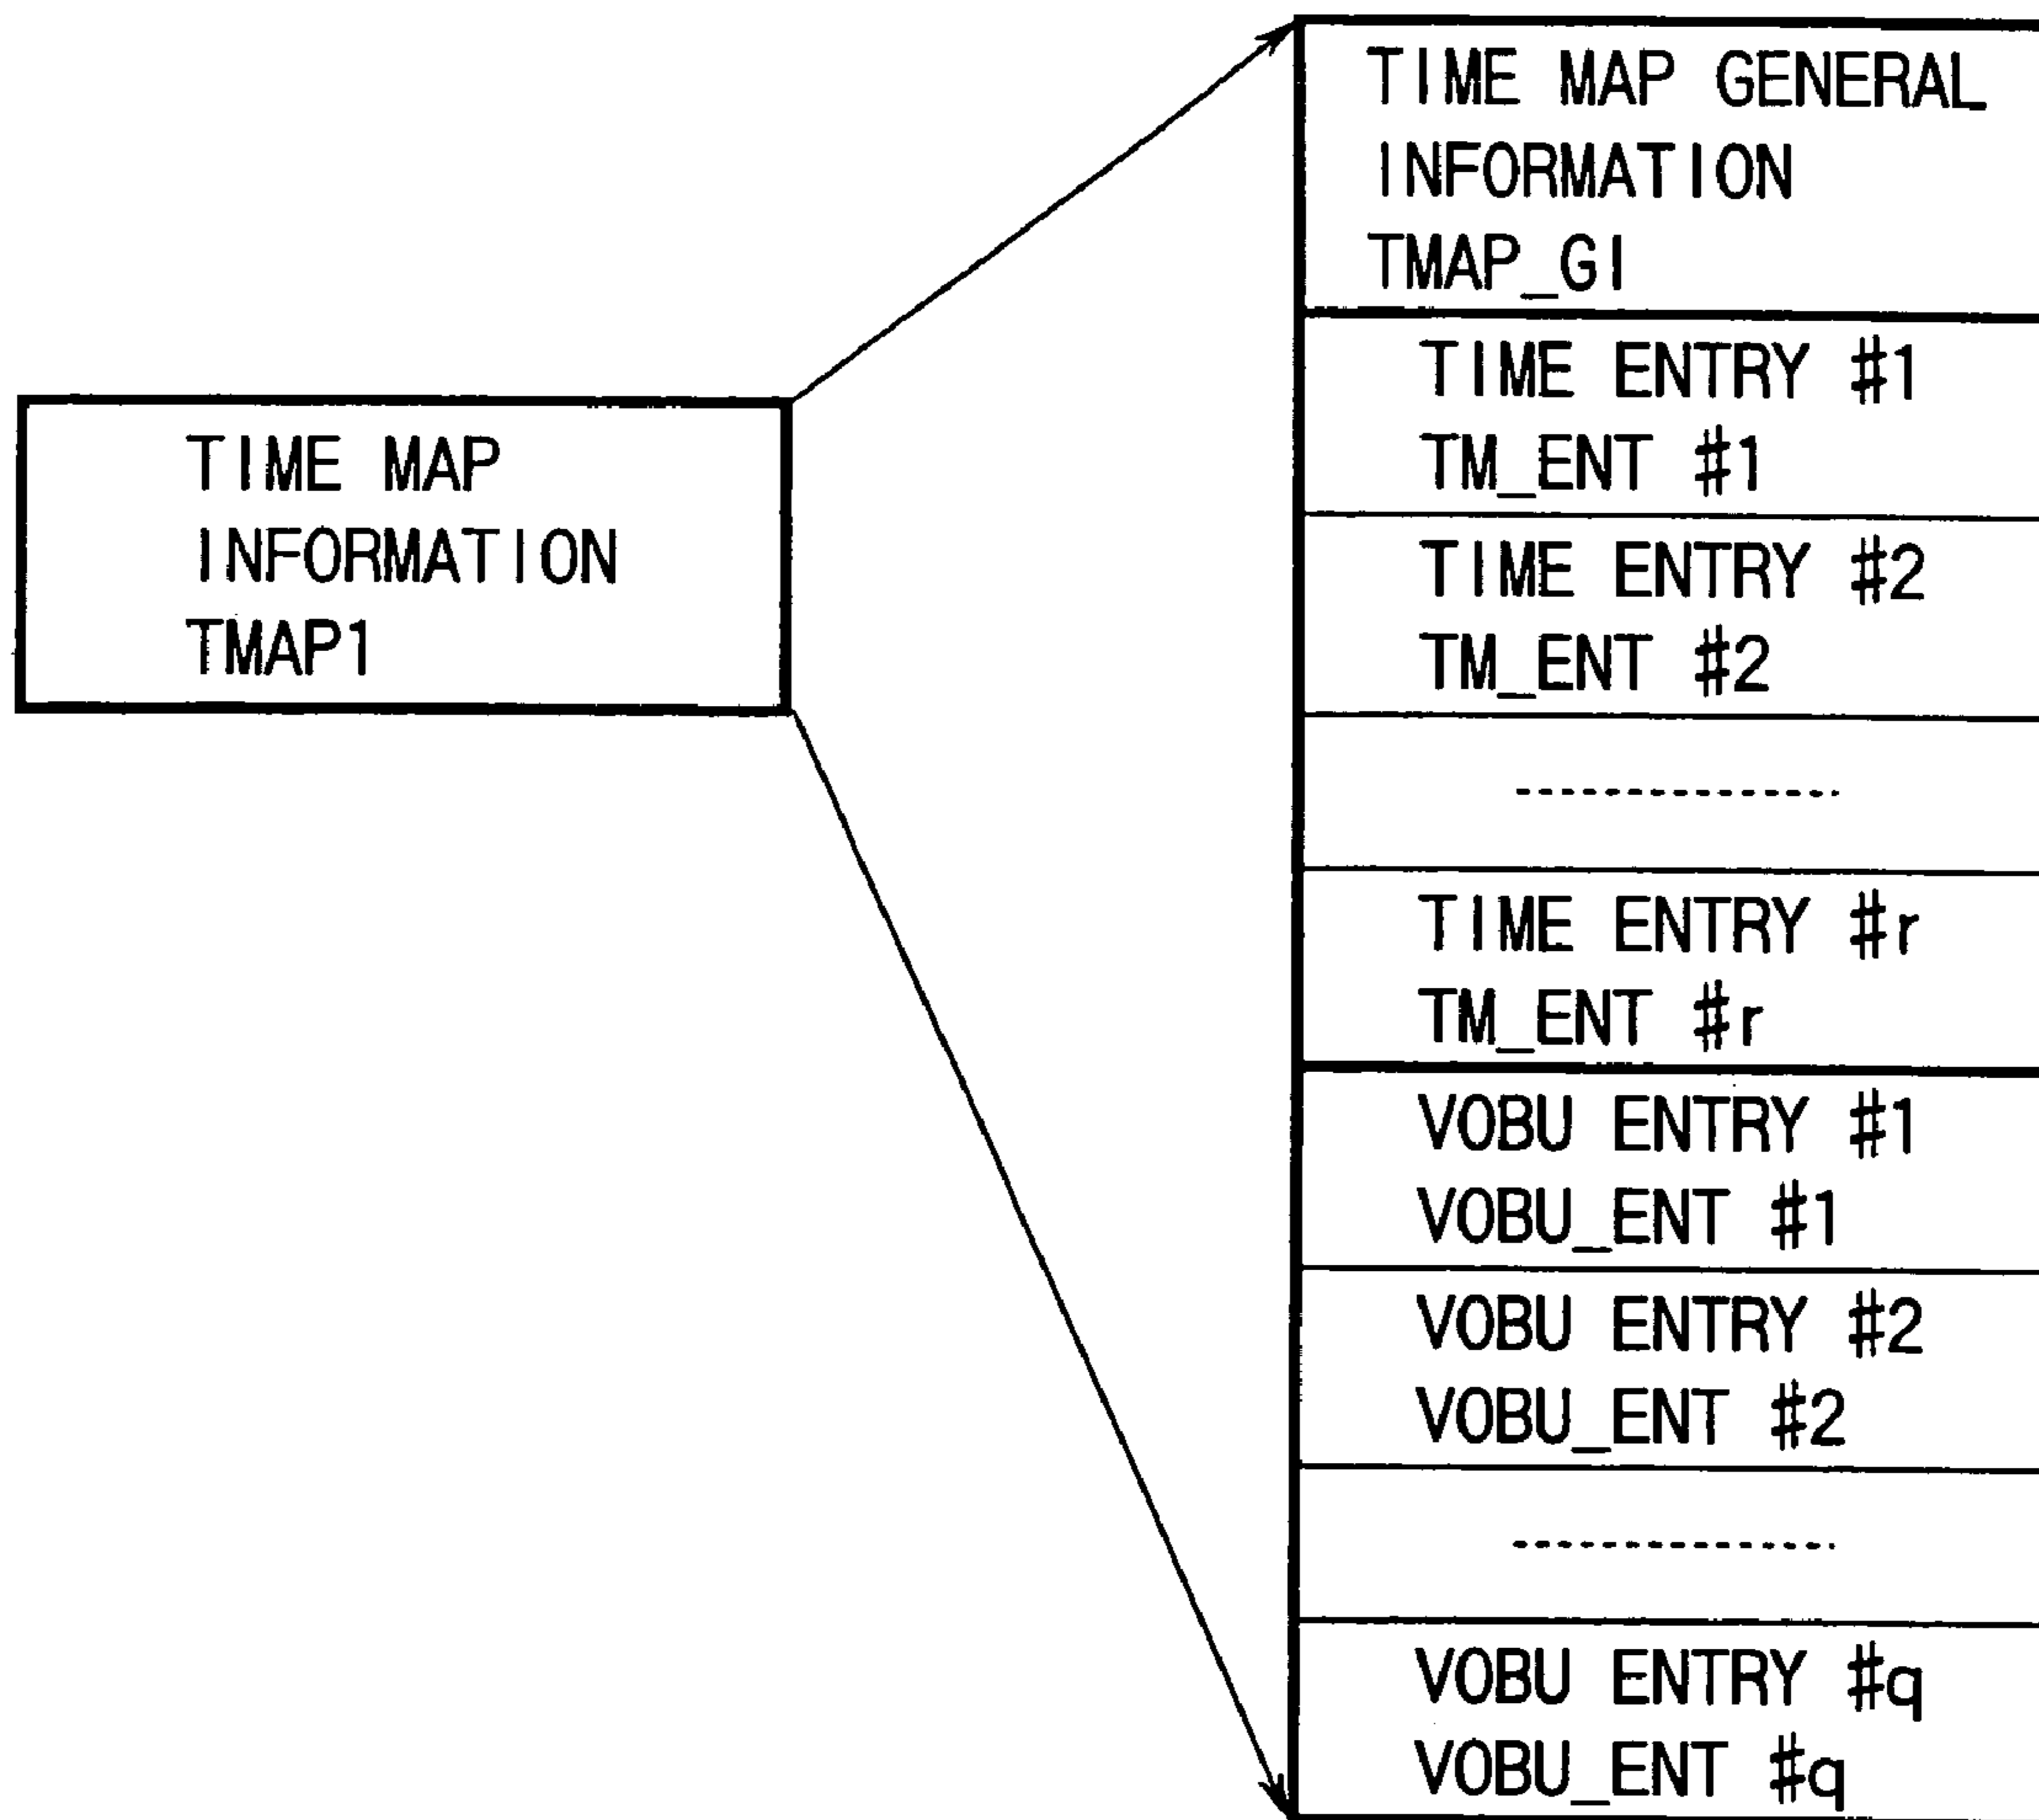 TIME MAP
INFORMATION
TMAP1
TIME MAP GENERAL
INFORMATION
TMAP_GI
TIME ENTRY #1
TM_ENT #1
TIME ENTRY #2
TM_ENT #2
TIME ENTRY #r
TM_ENT #r
VOBU ENTRY #1
VOBU_ENT #1
VOBU ENTRY #2
VOBU_ENT #2
VOBU ENTRY #q
VOBU_ENT #q